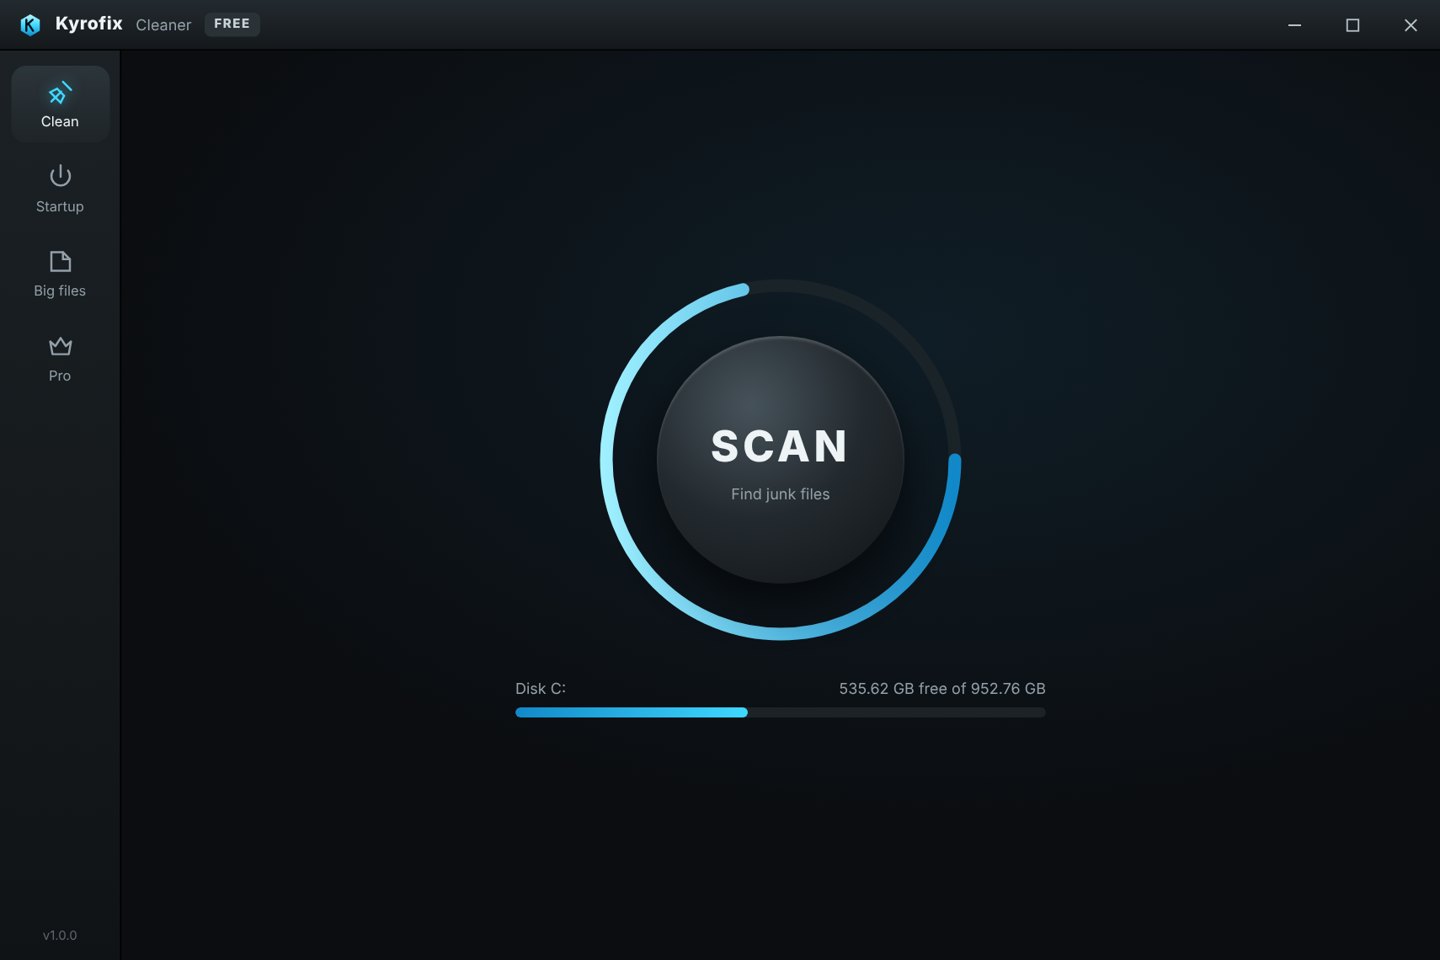 Kyrofix Cleaner FREE
Clean
Startup
Big files
Pro
SCAN
Find junk files
Disk C: 535.62 GB free of 952.76 GB
v1.0.0